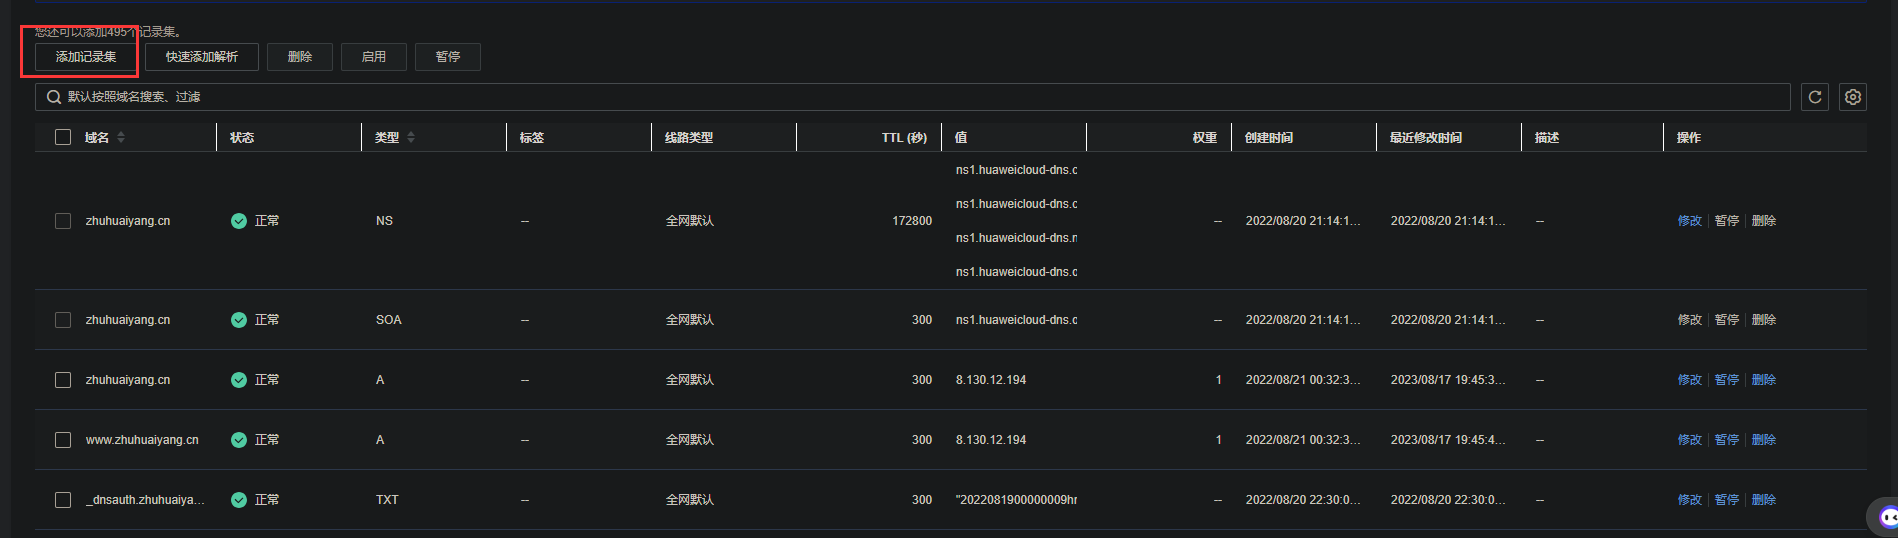 您还可以添加495个记录集。
添加记录集 快速添加解析 删除 启用 暂停
默认按照域名搜索、过滤
域名 状态 类型 标签 线路类型 TTL (秒) 值 权重 创建时间 最近修改时间 描述 操作
ns1.huaweicloud-dns.c
ns1.huaweicloud-dns.c
zhuhuaiyang.cn 正常 NS -- 全网默认 172800 -- 2022/08/20 21:14:1... 2022/08/20 21:14:1... -- 修改 暂停 删除
ns1.huaweicloud-dns.n
ns1.huaweicloud-dns.c
zhuhuaiyang.cn 正常 SOA -- 全网默认 300 ns1.huaweicloud-dns.c -- 2022/08/20 21:14:1... 2022/08/20 21:14:1... -- 修改 暂停 删除
zhuhuaiyang.cn 正常 A -- 全网默认 300 8.130.12.194 1 2022/08/21 00:32:3... 2023/08/17 19:45:3... -- 修改 暂停 删除
www.zhuhuaiyang.cn 正常 A -- 全网默认 300 8.130.12.194 1 2022/08/21 00:32:3... 2023/08/17 19:45:4... -- 修改 暂停 删除
_dnsauth.zhuhuaiya... 正常 TXT -- 全网默认 300 "2022081900000009hr -- 2022/08/20 22:30:0... 2022/08/20 22:30:0... -- 修改 暂停 删除